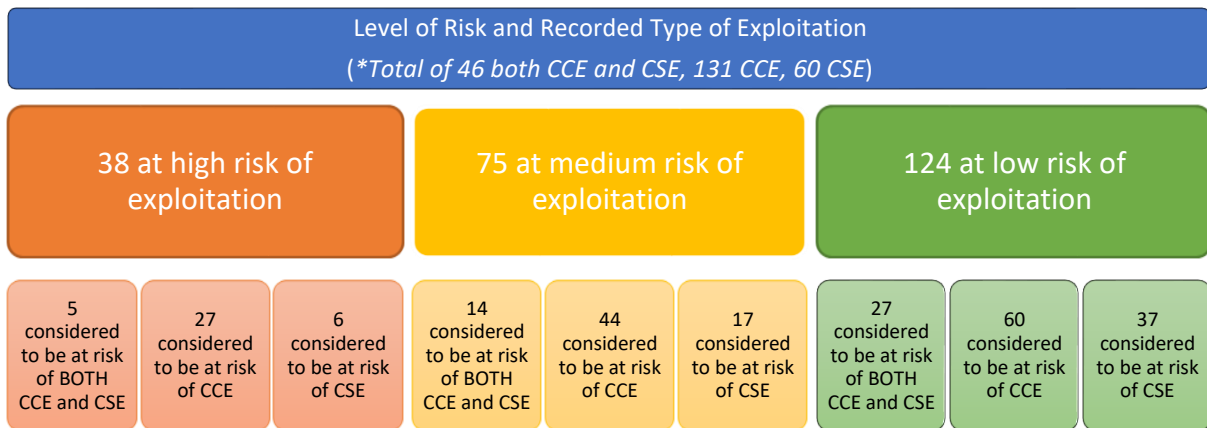 Level of Risk and Recorded Type of Exploitation
(*Total of 46 both CCE and CSE, 131 CCE, 60 CSE)
38 at high risk of
exploitation
75 at medium risk of
exploitation
124 at low risk of
exploitation
5
considered
to be at risk
of BOTH
CCE and CSE
27
considered
to be at risk
of CCE
6
considered
to be at risk
of CSE
14
considered
to be at risk
of BOTH
CCE and CSE
44
considered
to be at risk
of CCE
17
considered
to be at risk
of CSE
27
considered
to be at risk
of BOTH
CCE and CSE
60
considered
to be at risk
of CCE
37
considered
to be at risk
of CSE